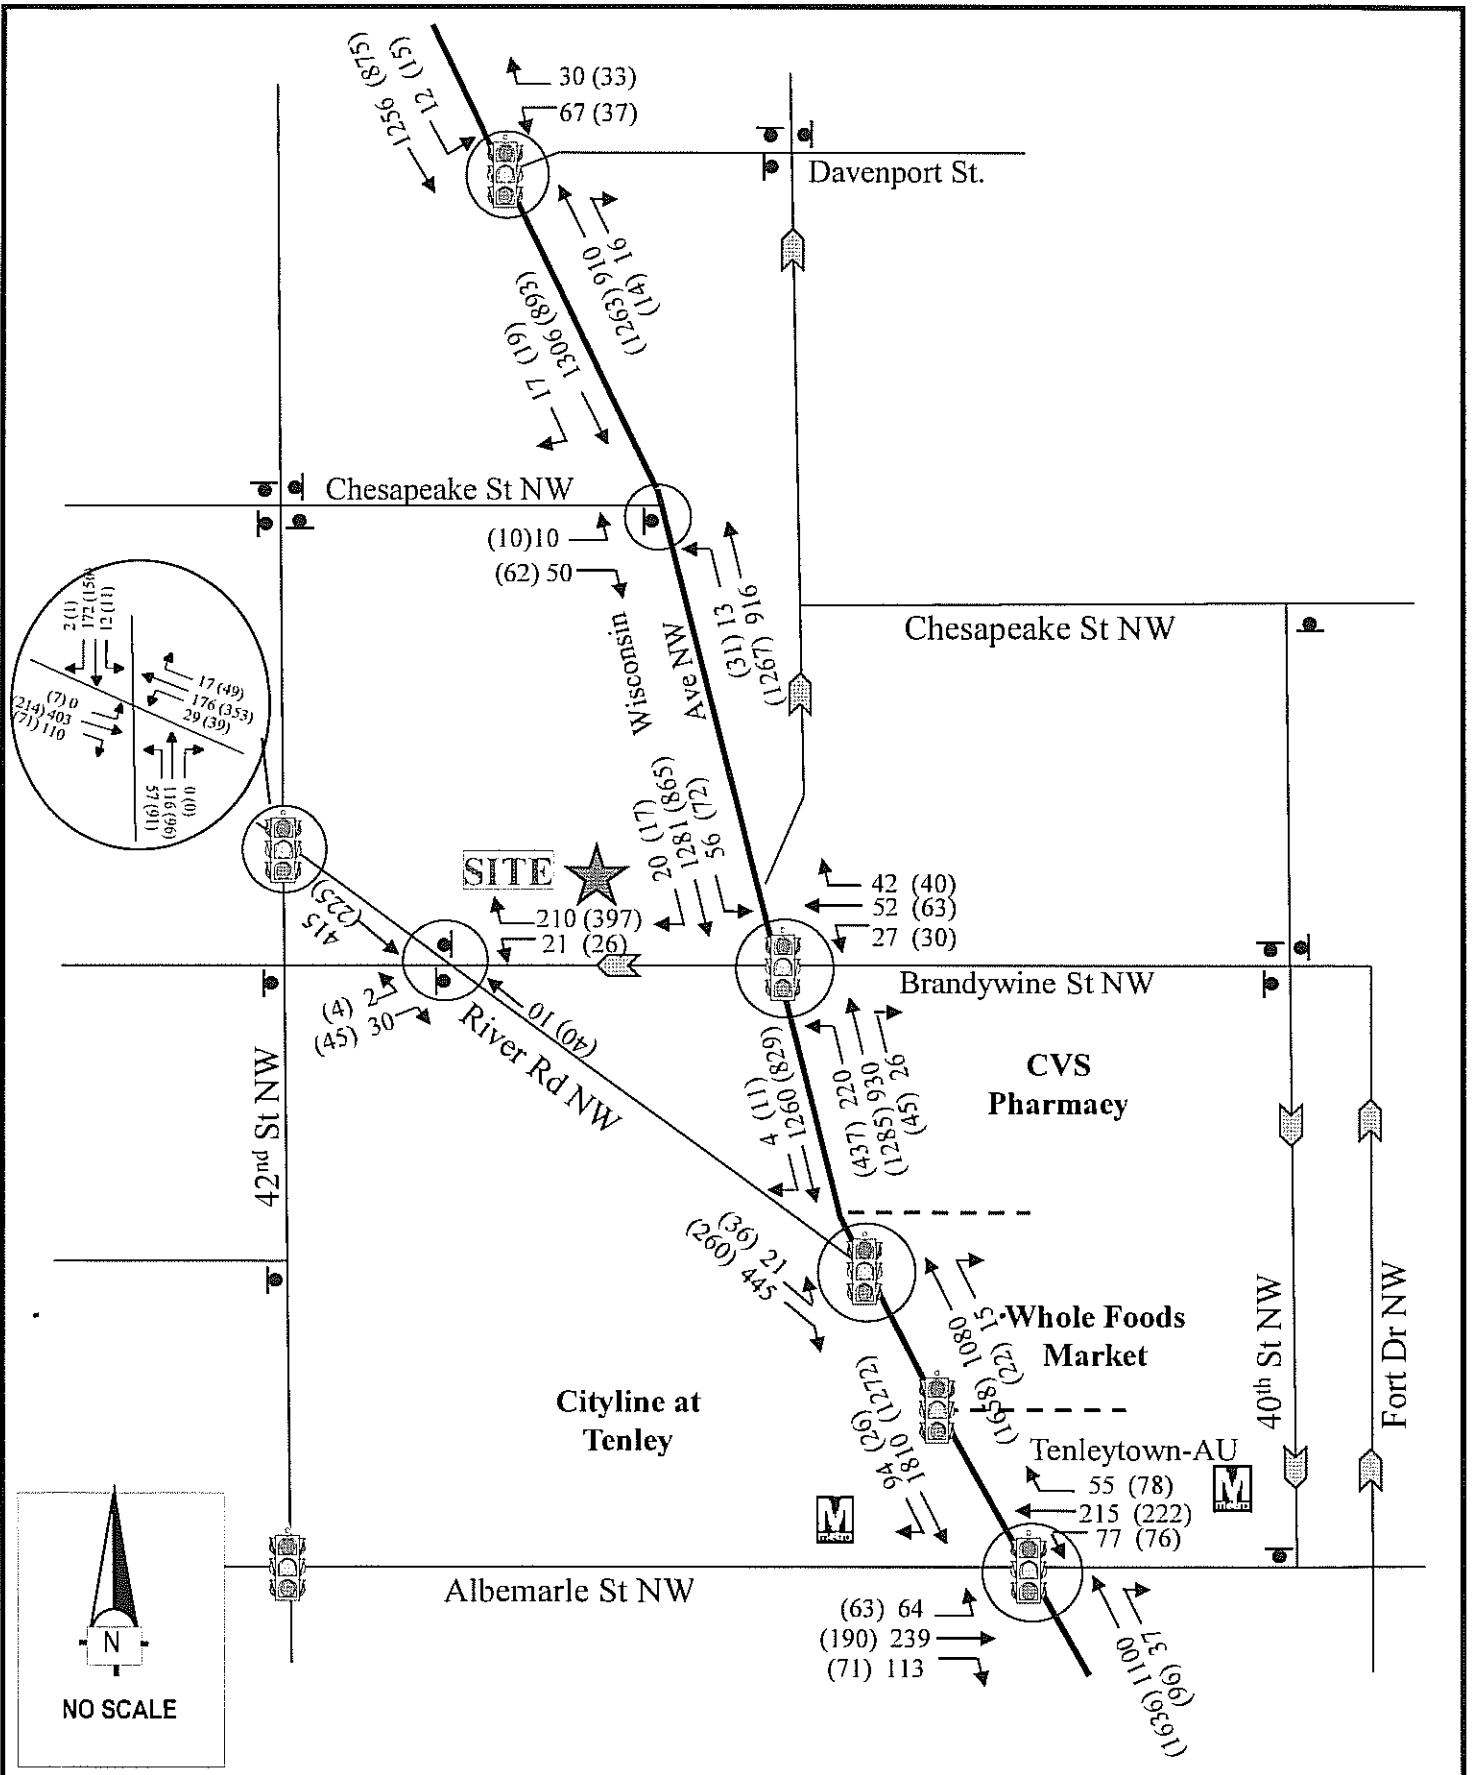 1256 (875)
12 (15)
30 (33)
67 (37)
Davenport St.
(1263) 910
(14) 16
1306 (893)
17 (19)
Chesapeake St NW
(10)10
(62) 50
(31) 13
(1267) 916
Chesapeake St NW
Wisconsin
Ave NW
2 (1)
12 (11)
17 (49)
176 (353)
29 (39)
(7) 0
(214) 403
(71) 110
57 (91)
116 (96)
0 (0)
20 (17)
1281 (865)
56 (72)
SITE
210 (397)
21 (26)
42 (40)
52 (63)
27 (30)
415 (225)
Brandywine St NW
(4) 2
(45) 30
10 (40)
River Rd NW
42nd St NW
4 (11)
1260 (829)
(437) 220
(1285) 930
(45) 26
CVS
Pharmacy
(36) 21
(260) 445
1080
(1658)
(22) 15
Whole Foods
Market
40th St NW
Fort Dr NW
Cityline at
Tenley
94 (26)
1810 (1272)
Tenleytown-AU
M
metro
M
metro
55 (78)
215 (222)
77 (76)
Albemarle St NW
(63) 64
(190) 239
(71) 113
(1636) 1100
(96) 37
N
NO SCALE